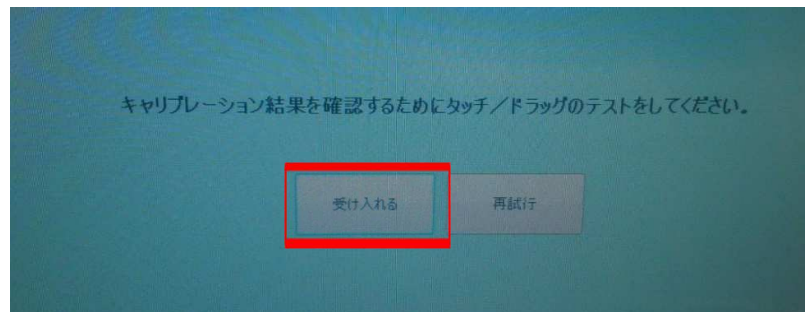 キャリブレーション結果を確認するためにタッチ／ドラッグのテストをしてください。
受け入れる
再試行